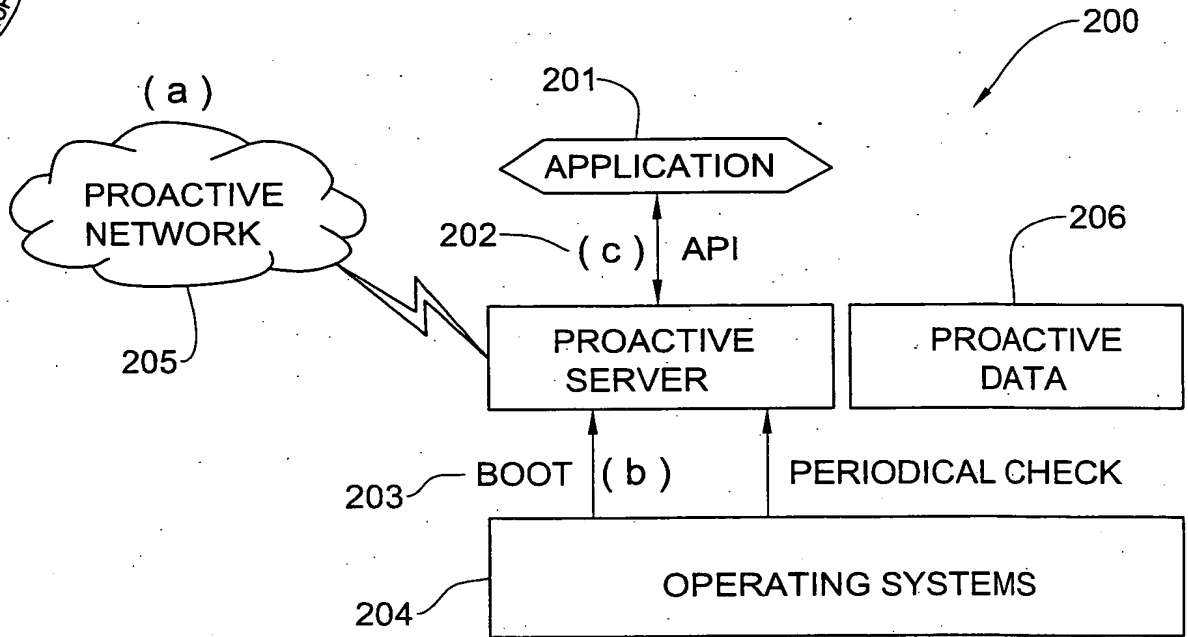 200
201
(a)
APPLICATION
PROACTIVE
NETWORK
206
202
(c)
API
205
PROACTIVE
SERVER
PROACTIVE
DATA
203
BOOT
(b)
PERIODICAL CHECK
OPERATING SYSTEMS
204